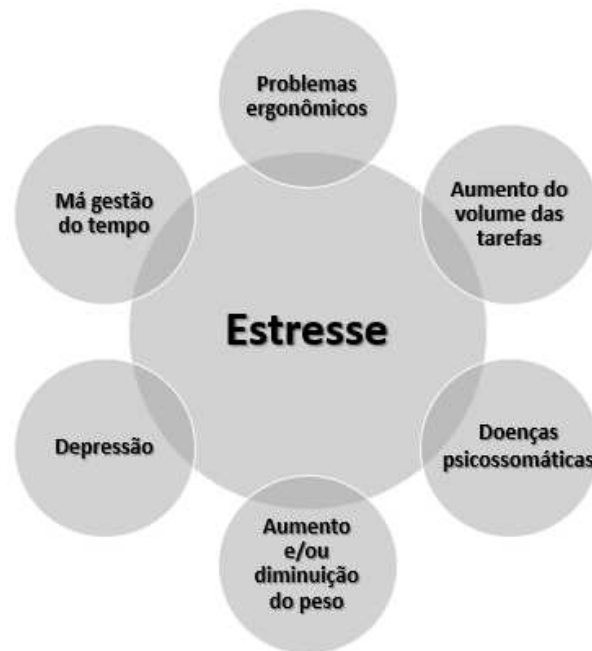 Problemas
ergonômicos
Má gestão
do tempo
Aumento do
volume das
tarefas
Estresse
Depressão
Doenças
psicossomáticas
Aumento
e/ou
diminuição
do peso